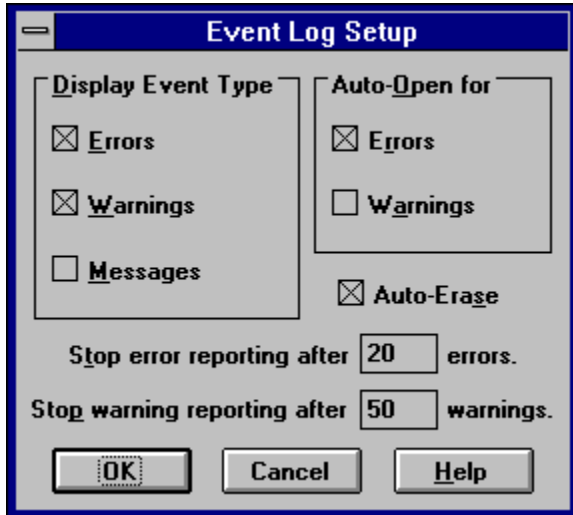 Event Log Setup
Display Event Type
Errors
Warnings
Messages
Auto-Open for
Errors
Warnings
Auto-Erase
Stop error reporting after 20 errors.
Stop warning reporting after 50 warnings.
OK Cancel Help